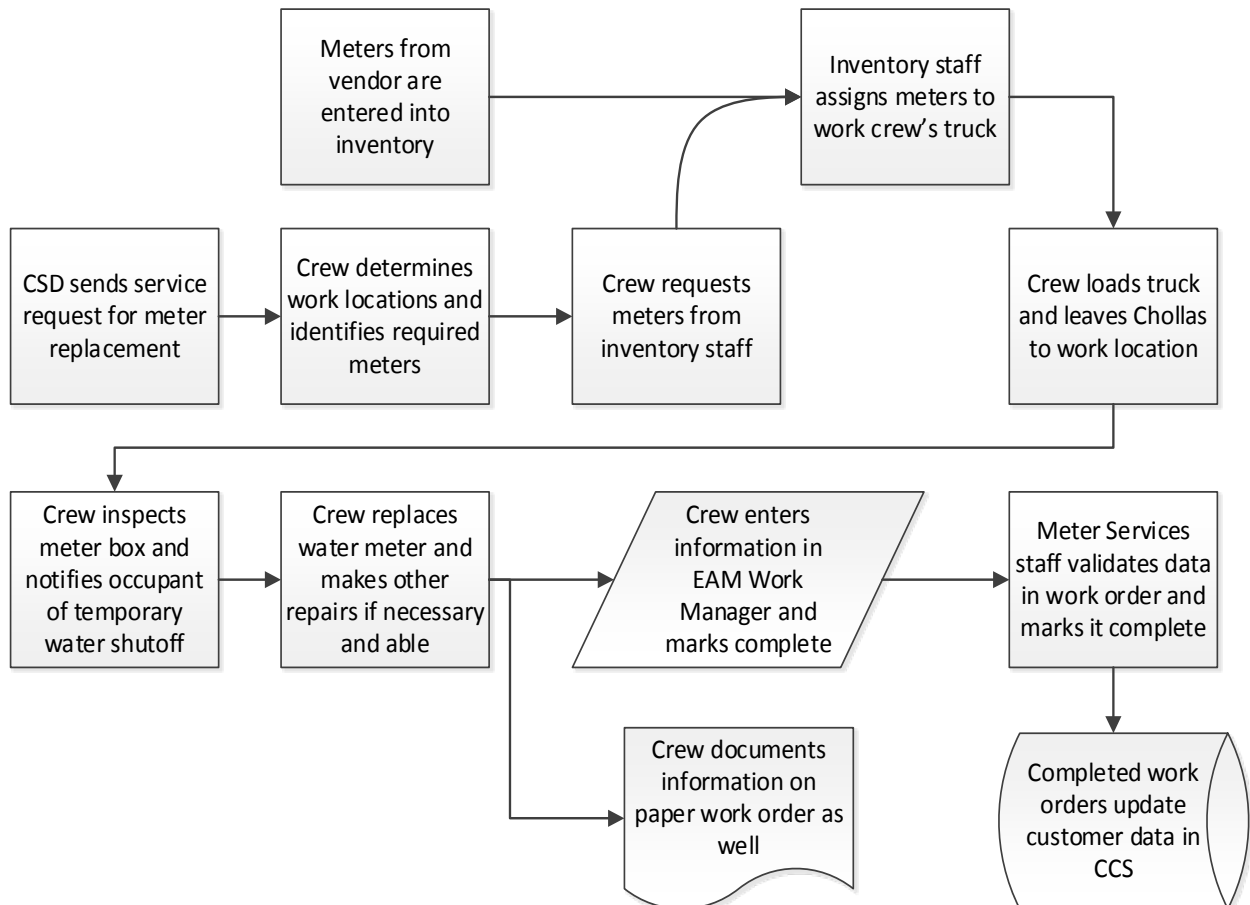 Meters from
vendor are
entered into
inventory
Inventory staff
assigns meters to
work crew’s truck
CSD sends service
request for meter
replacement
Crew determines
work locations and
identifies required
meters
Crew requests
meters from
inventory staff
Crew loads truck
and leaves Chollas
to work location
Crew inspects
meter box and
notifies occupant
of temporary
water shutoff
Crew replaces
water meter and
makes other
repairs if necessary
and able
Crew enters
information in
EAM Work
Manager and
marks complete
Meter Services
staff validates data
in work order and
marks it complete
Crew documents
information on
paper work order as
well
Completed work
orders update
customer data in
CCS